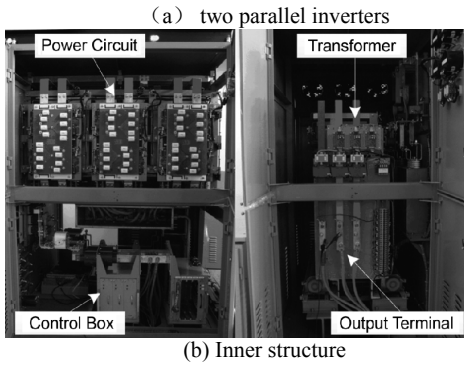 （a） two parallel inverters
Power Circuit
Transformer
Control Box
Output Terminal
(b) Inner structure